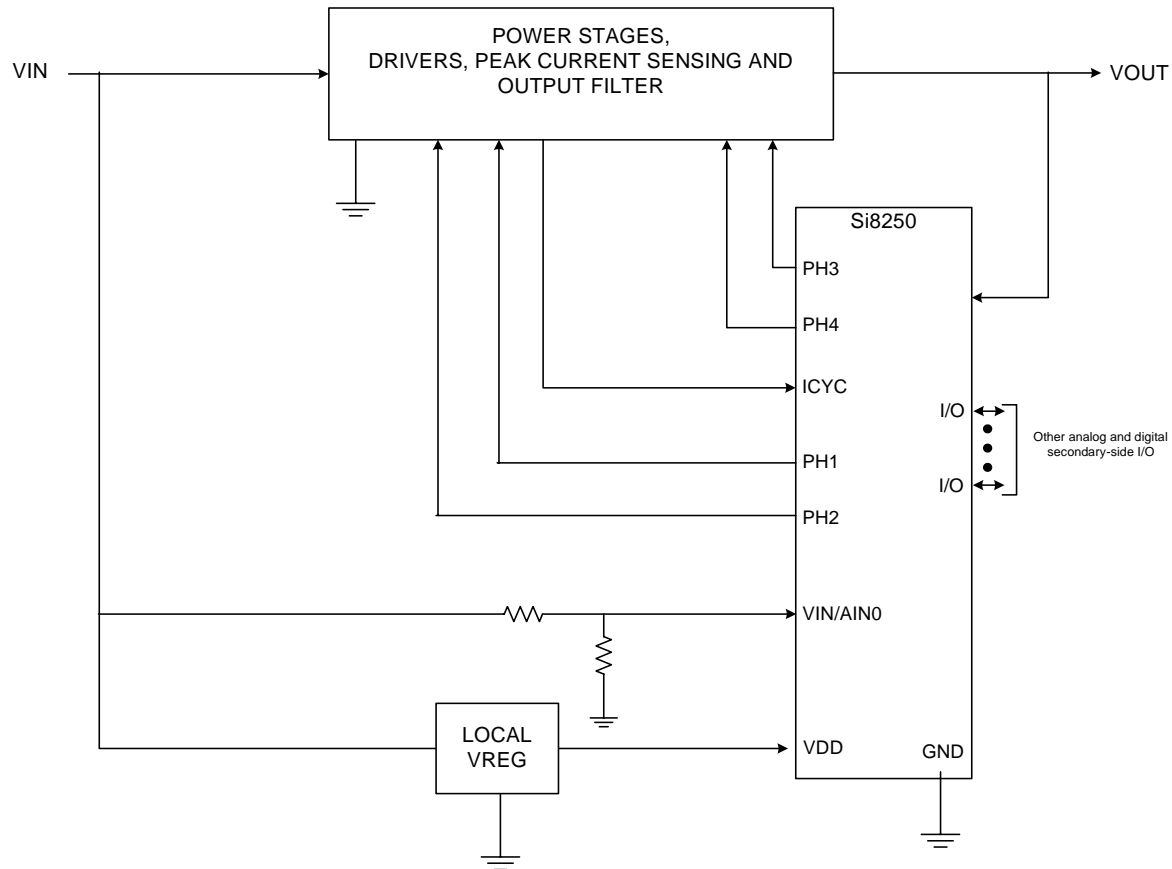 POWER STAGES,
DRIVERS, PEAK CURRENT SENSING AND
OUTPUT FILTER
VIN
VOUT
Si8250
PH3
PH4
ICYC
I/O
Other analog and digital
secondary-side I/O
PH1
I/O
PH2
VIN/AIN0
LOCAL
VREG
VDD
GND